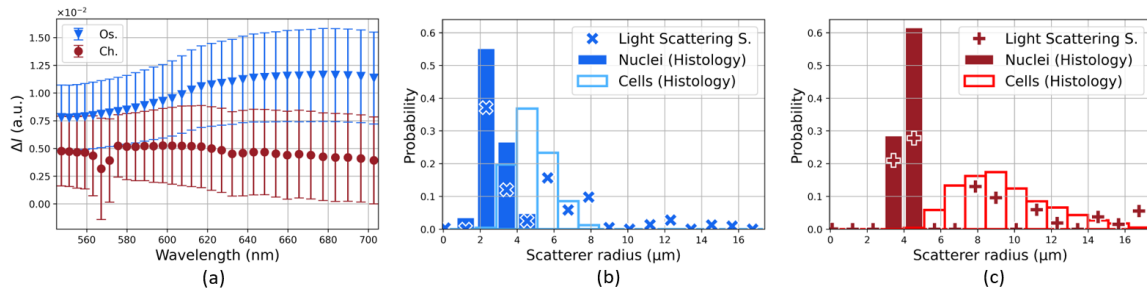 ×10⁻²
1.50
1.25
1.00
0.75
0.50
0.25
0.00
ΔI (a.u.)
Os.
Ch.
560
580
600
620
640
660
680
700
Wavelength (nm)
(a)
0.6
0.5
0.4
0.3
0.2
0.1
0.0
Probability
Light Scattering S.
Nuclei (Histology)
Cells (Histology)
0
2
4
6
8
10
12
14
16
Scatterer radius (µm)
(b)
0.6
0.5
0.4
0.3
0.2
0.1
0.0
Probability
Light Scattering S.
Nuclei (Histology)
Cells (Histology)
0
2
4
6
8
10
12
14
16
Scatterer radius (µm)
(c)